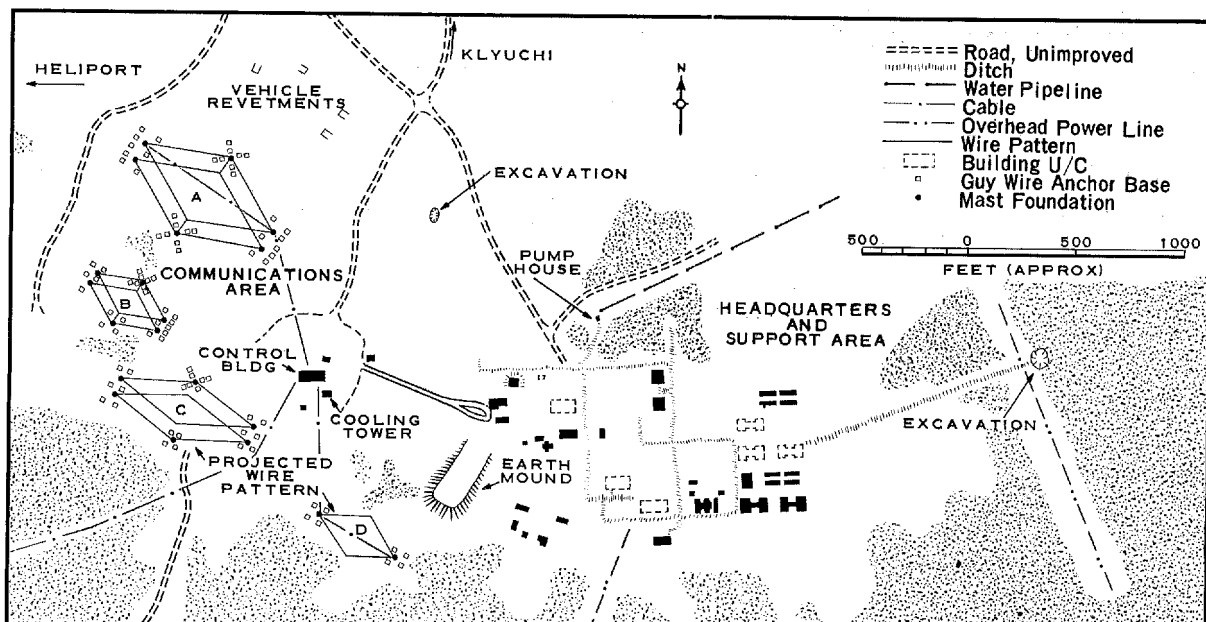 KLYUCHI
HELIPORT
VEHICLE
REVETMENTS
N
Road, Unimproved
Ditch
Water Pipeline
Cable
Overhead Power Line
Wire Pattern
Building U/C
Guy Wire Anchor Base
Mast Foundation
500 0 500 1000
FEET (APPROX)
EXCAVATION
A
COMMUNICATIONS
AREA
B
PUMP
HOUSE
HEADQUARTERS
AND
SUPPORT AREA
CONTROL
BLDG
C
COOLING
TOWER
EXCAVATION
PROJECTED
WIRE
PATTERN
EARTH
MOUND
D